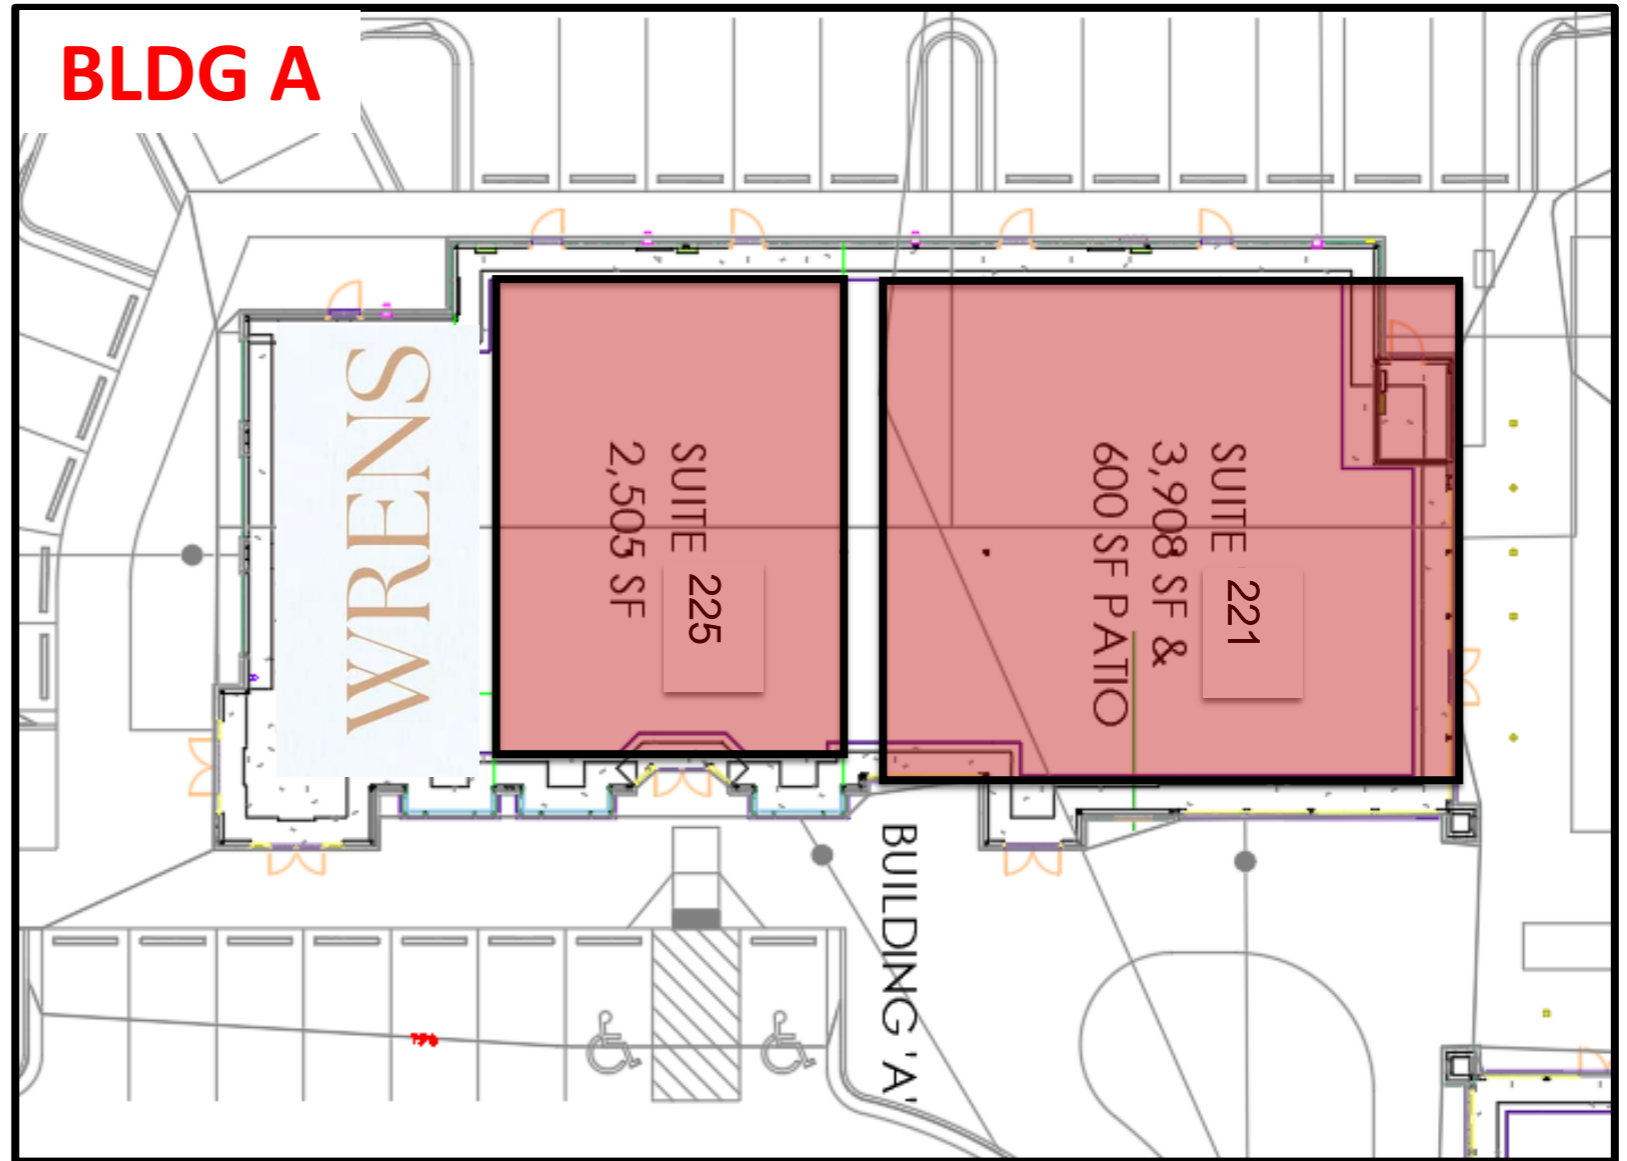 BLDG A
WRENS
SUITE 225
2,505 SF
SUITE 221
3,908 SF &
600 SF PATIO
BUILDING 'A'